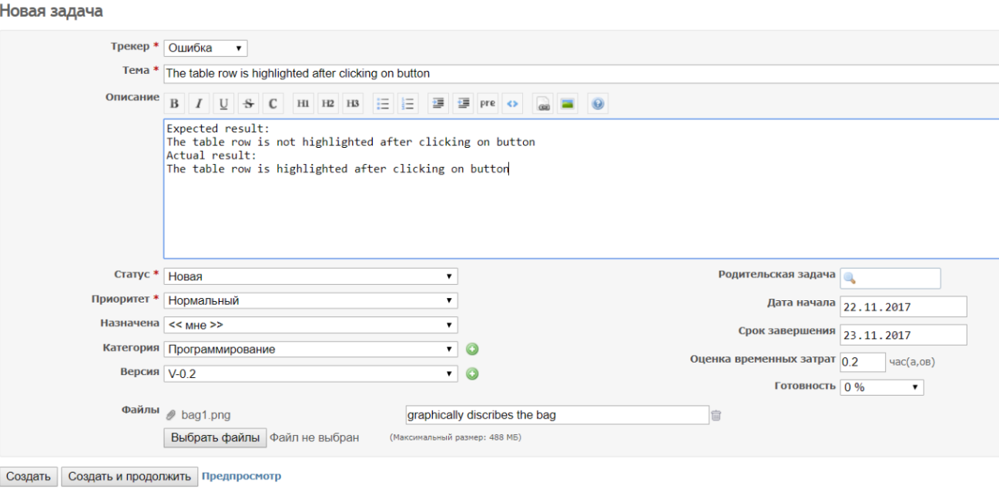 Новая задача
Трекер * Ошибка
Тема * The table row is highlighted after clicking on button
Описание B I U S C H1 H2 H3 pre
Expected result:
The table row is not highlighted after clicking on button
Actual result:
The table row is highlighted after clicking on button
Статус * Новая
Родительская задача
Приоритет * Нормальный
Дата начала 22.11.2017
Назначена << мне >>
Срок завершения 23.11.2017
Категория Программирование
Оценка временных затрат 0.2 час(а,ов)
Версия V-0.2
Готовность 0 %
Файлы bag1.png graphically discribes the bag
Выбрать файлы Файл не выбран (Максимальный размер: 488 МБ)
Создать Создать и продолжить Предпросмотр